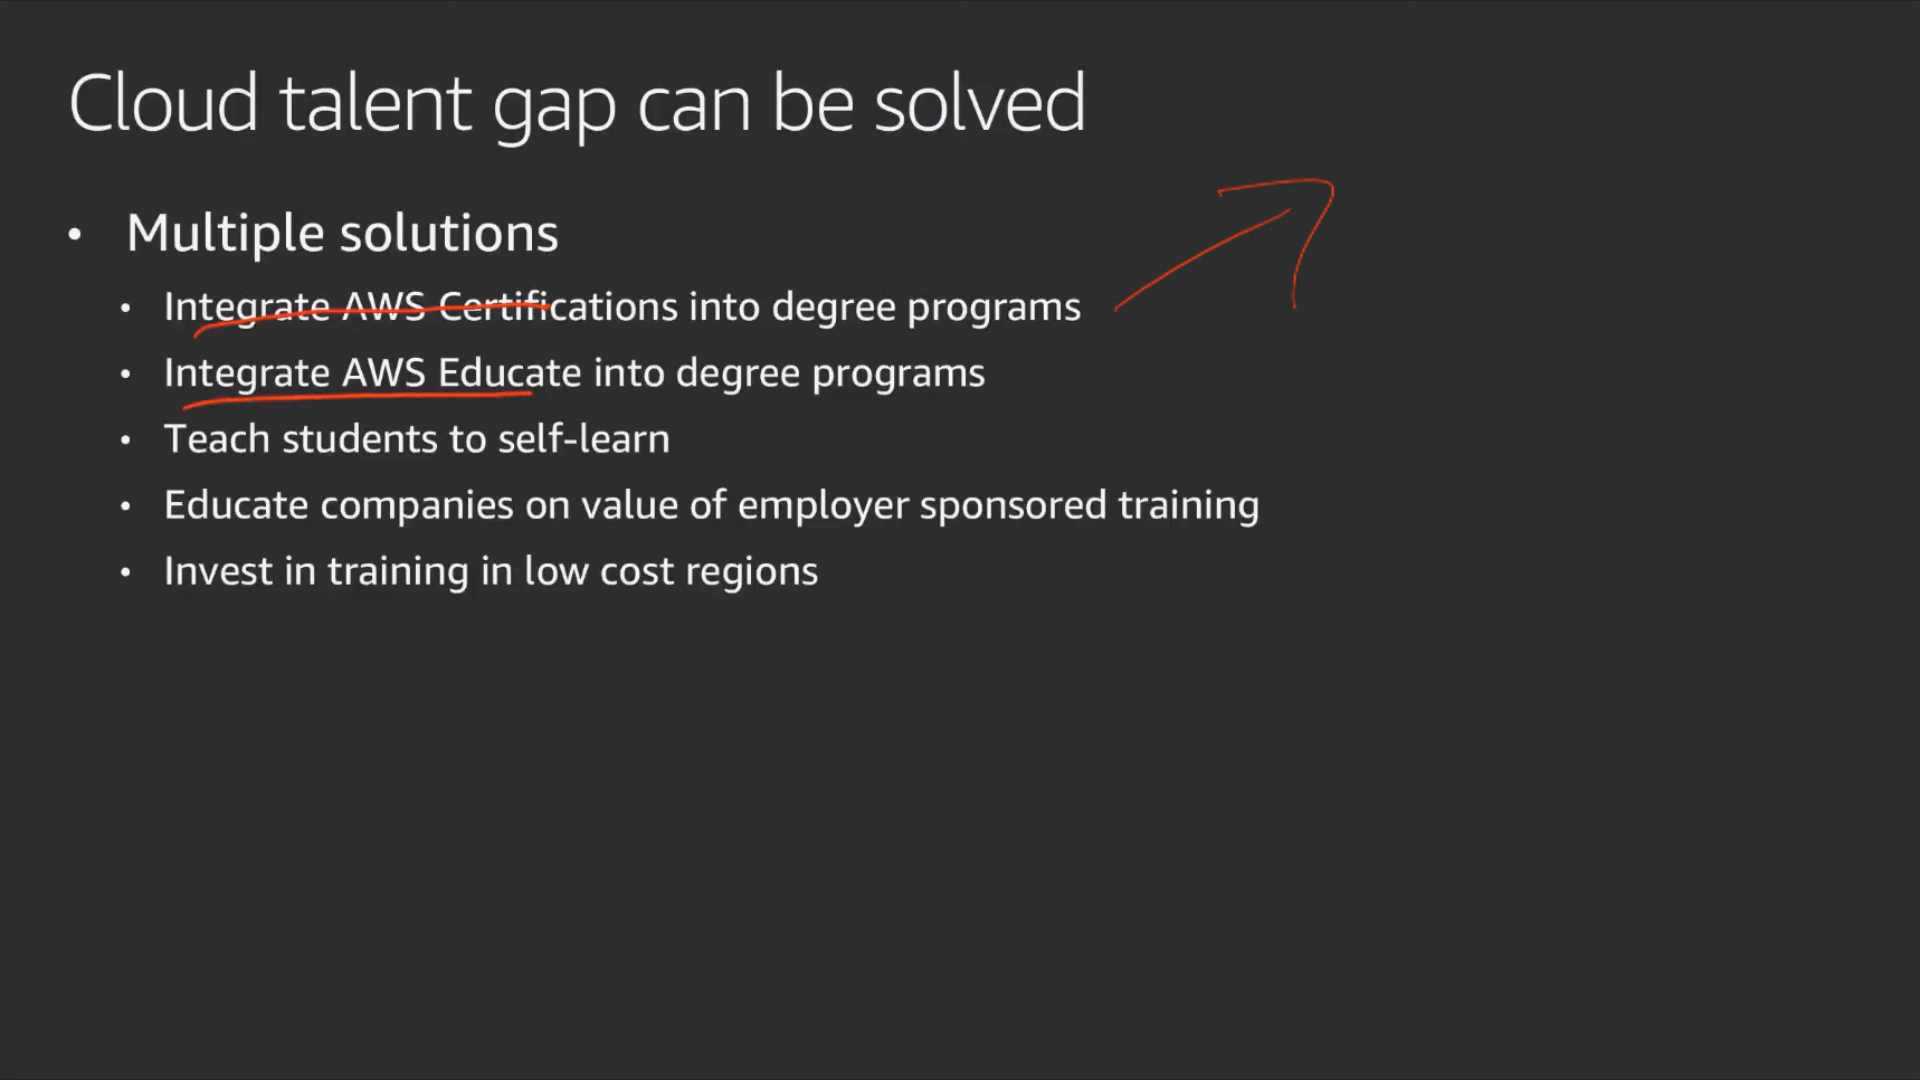 Cloud talent gap can be solved
• Multiple solutions
• Integrate AWS Certifications into degree programs
• Integrate AWS Educate into degree programs
• Teach students to self-learn
• Educate companies on value of employer sponsored training
• Invest in training in low cost regions